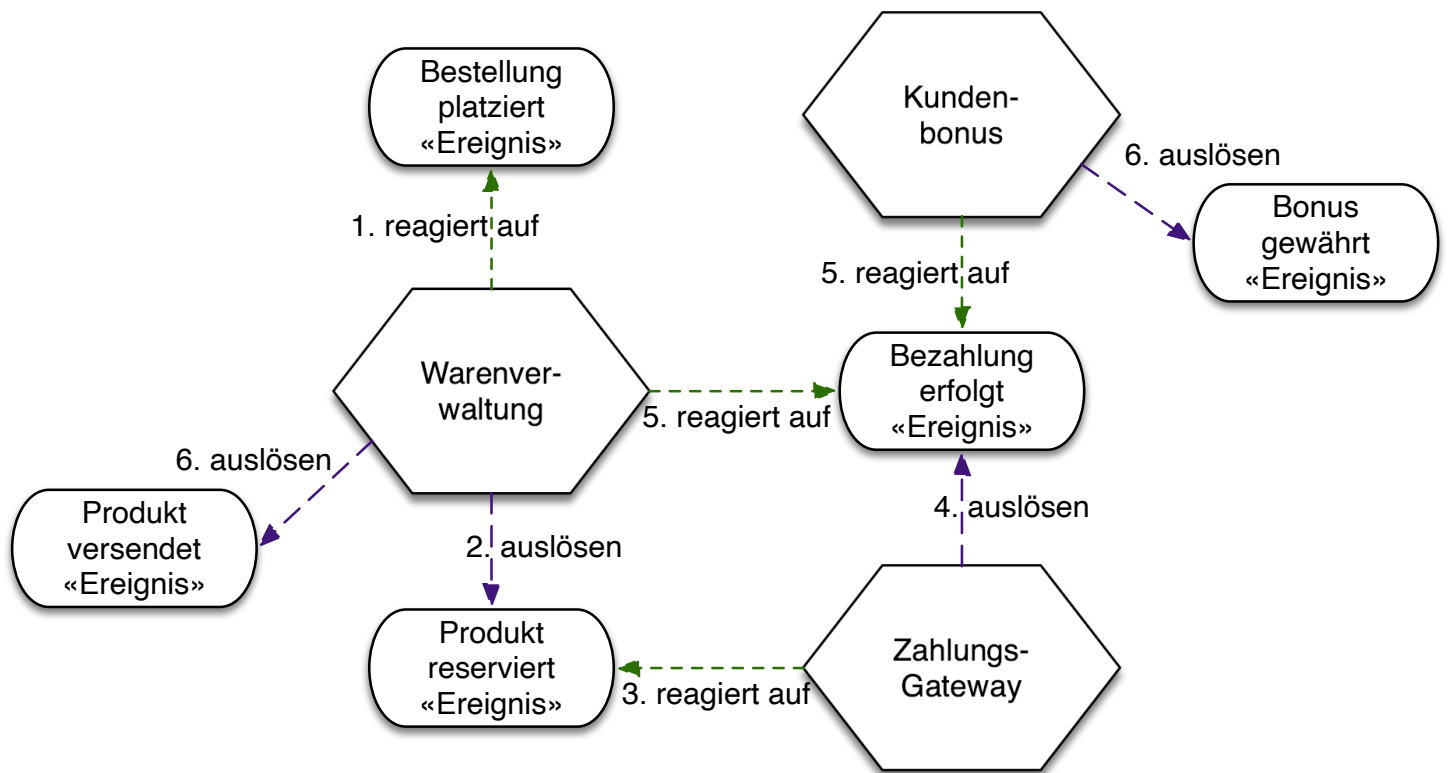 Bestellung
platziert
«Ereignis»
Kunden-
bonus
6. auslösen
1. reagiert auf
Bonus
gewährt
«Ereignis»
5. reagiert auf
Warenver-
waltung
Bezahlung
erfolgt
«Ereignis»
5. reagiert auf
6. auslösen
Produkt
versendet
«Ereignis»
2. auslösen
4. auslösen
Produkt
reserviert
«Ereignis»
3. reagiert auf
Zahlungs-
Gateway